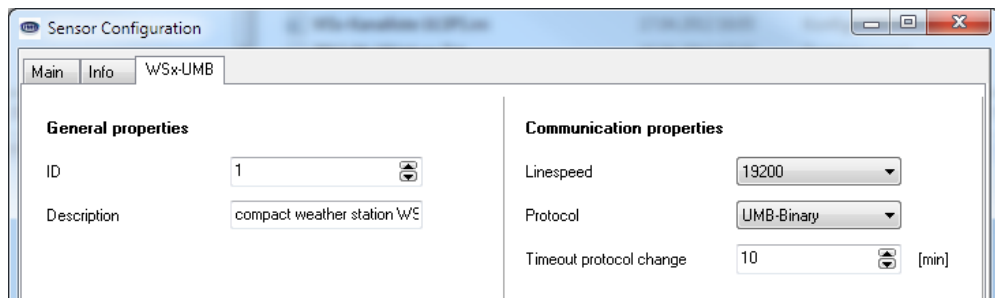 Sensor Configuration
Main Info WSx-UMB
General properties
ID 1
Description compact weather station WS
Communication properties
Linespeed 19200
Protocol UMB-Binary
Timeout protocol change 10 [min]